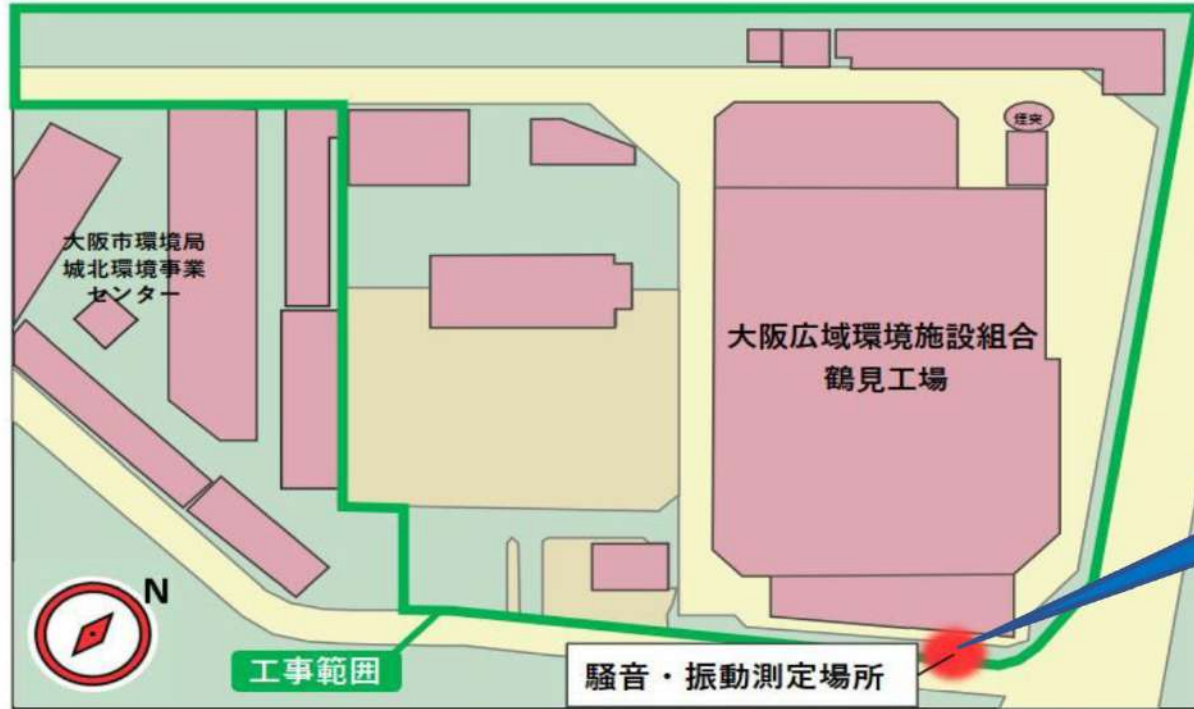 煙突
大阪市環境局
城北環境事業
センター
大阪広域環境施設組合
鶴見工場
N
工事範囲
騒音・振動測定場所